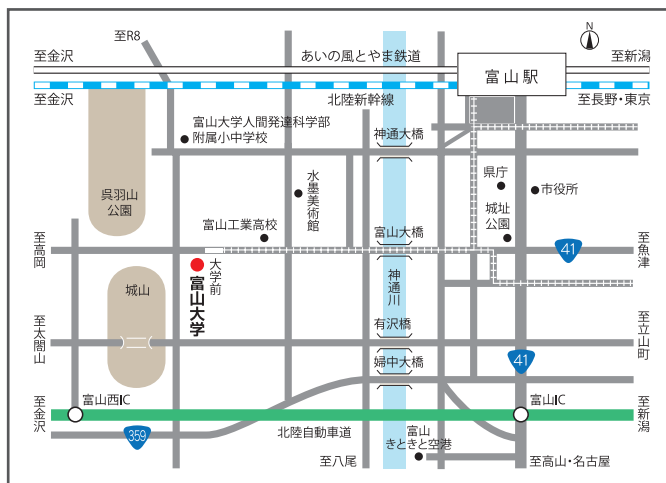 N
至R8
至金沢
あいの風とやま鉄道
富山駅
至新潟
至金沢
北陸新幹線
至長野・東京
富山大学人間発達科学部
附属小中学校
神通大橋
呉羽山
公園
水墨美術館
県庁
市役所
城址
公園
富山工業高校
富山大橋
至高岡
41
至魚津
大学前
富山大学
城山
神通川
至太閤山
有沢橋
至立山町
婦中大橋
41
至金沢
富山西IC
富山IC
至新潟
359
北陸自動車道
富山
きときと空港
至八尾
至高山・名古屋